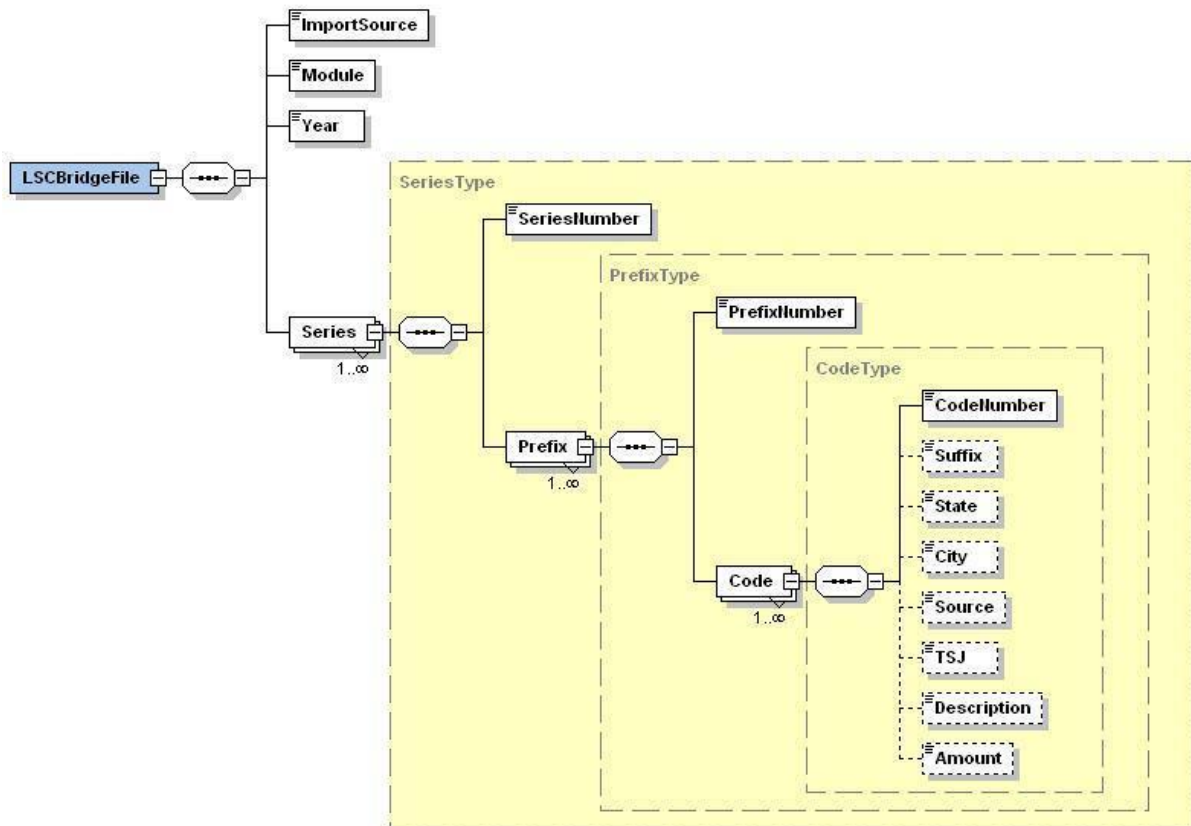 ImportSource
Module
Year
LSCBridgeFile
SeriesType
SeriesNumber
PrefixType
PrefixNumber
Series
1..∞
CodeType
CodeNumber
Prefix
1..∞
Suffix
State
City
Code
1..∞
Source
TSJ
Description
Amount